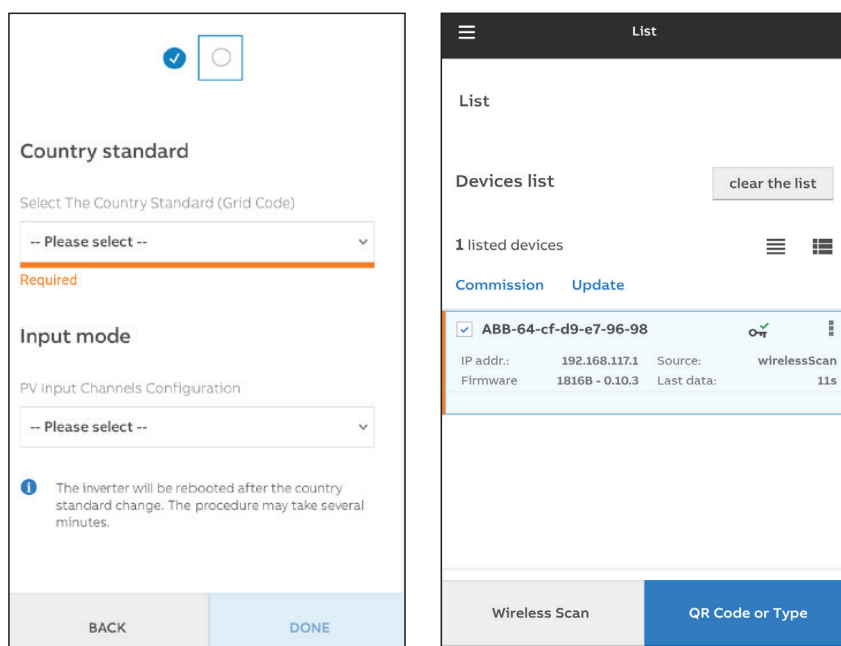 Country standard
Select The Country Standard (Grid Code)
-- Please select --
Required
Input mode
PV Input Channels Configuration
-- Please select --
The inverter will be rebooted after the country
standard change. The procedure may take several
minutes.
BACK DONE
List
List
Devices list clear the list
1 listed devices
Commission Update
ABB-64-cf-d9-e7-96-98
IP addr.: 192.168.117.1 Source: wirelessScan
Firmware 1816B - 0.10.3 Last data: 11s
Wireless Scan QR Code or Type